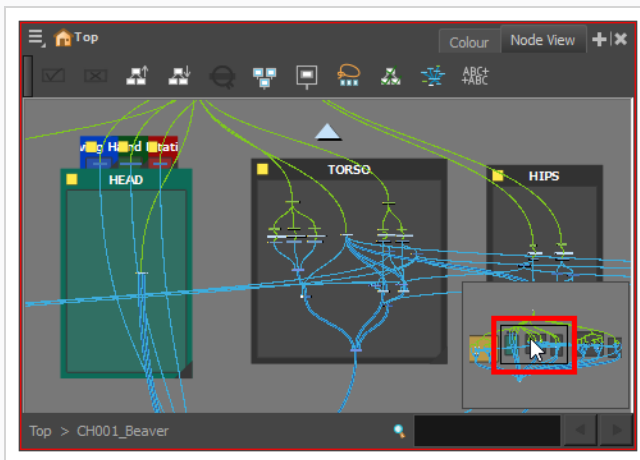 Top
Colour
Node View
ABC+
+ABC
HEAD
TORSO
HIPS
Top > CH001_Beaver